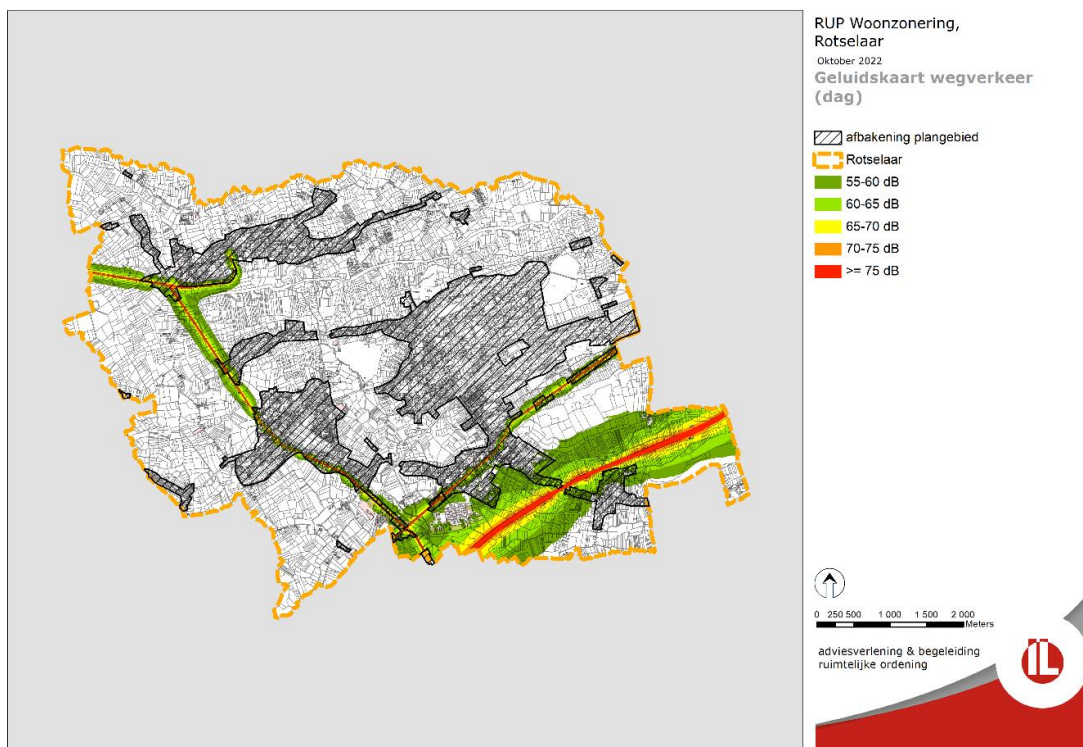 RUP Woonzonering,
Rotselaar
Oktober 2022
Geluidskaart wegverkeer
(dag)
afbakening plangebied
Rotselaar
55-60 dB
60-65 dB
65-70 dB
70-75 dB
>= 75 dB
0 250 500 1 000 1 500 2 000
Meters
adviesverlening & begeleiding
ruimtelijke ordening
IL